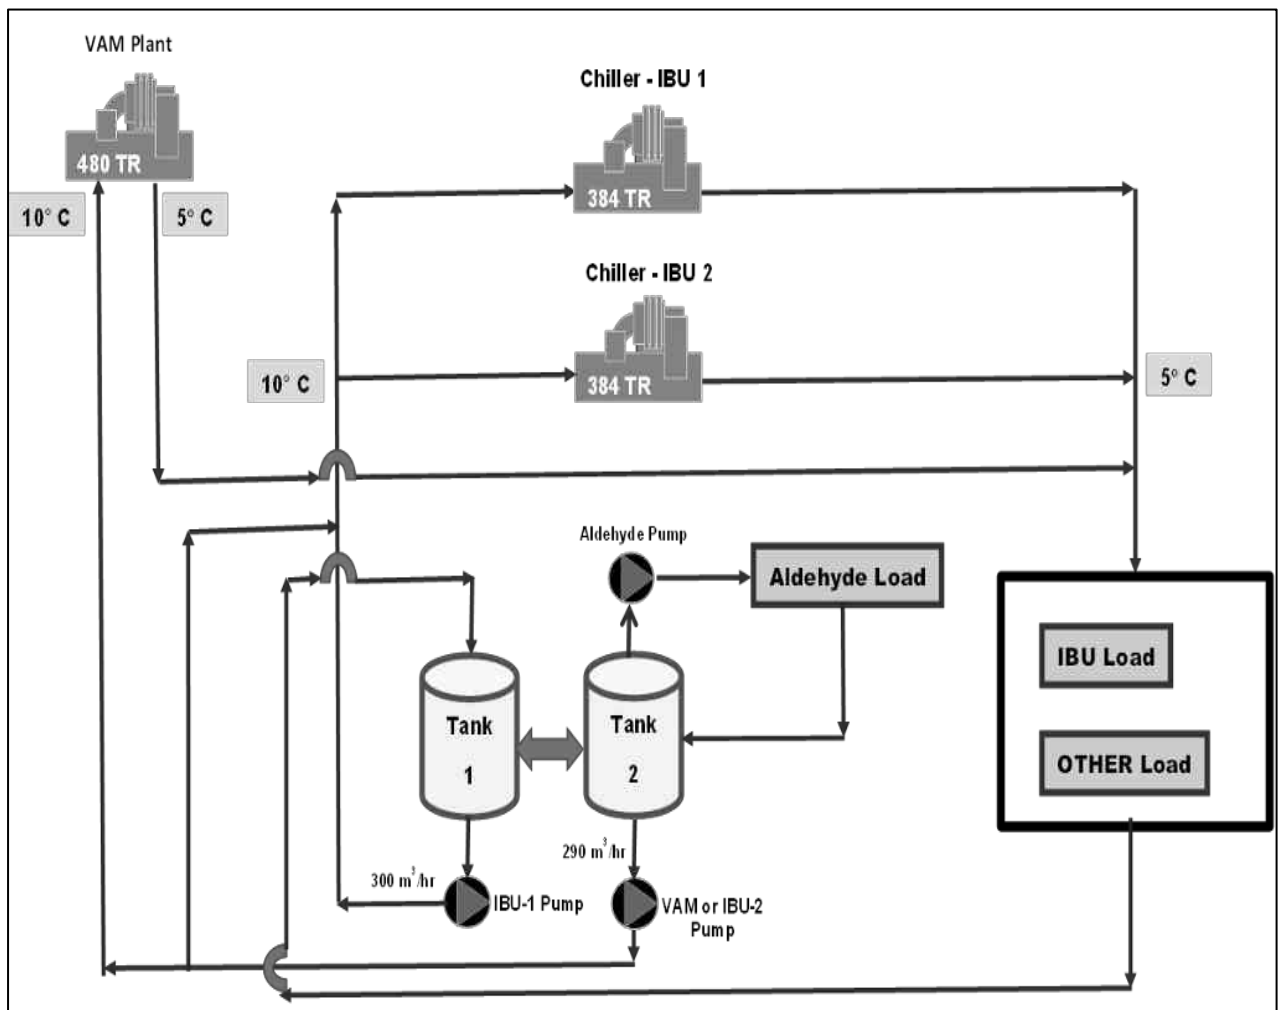 VAM Plant
480 TR
10° C
5° C
Chiller - IBU 1
384 TR
Chiller - IBU 2
384 TR
10° C
5° C
Aldehyde Pump
Aldehyde Load
IBU Load
OTHER Load
Tank
1
Tank
2
300 m³/hr
IBU-1 Pump
290 m³/hr
VAM or IBU-2
Pump